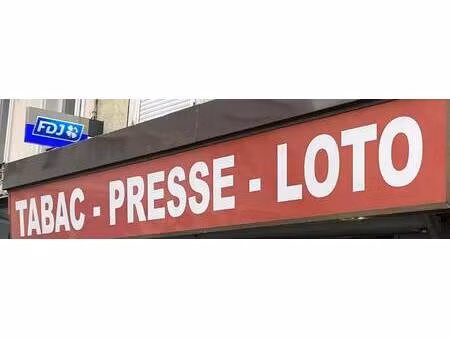 FDJ
TABAC - PRESSE - LOTO